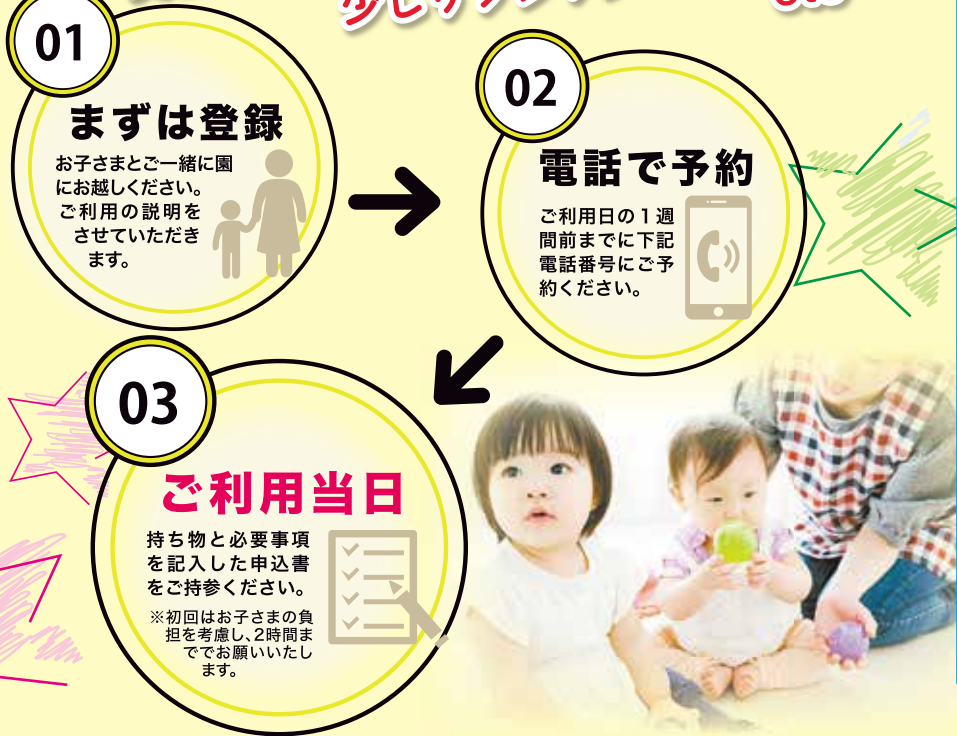 01
まずは登録
お子さまとご一緒に園
にお越しください。
ご利用の説明を
させていただき
ます。
02
電話で予約
ご利用日の1週
間前までに下記
電話番号にご予
約ください。
03
ご利用当日
持ち物と必要事項
を記入した申込書
をご持参ください。
※初回はお子さまの負
担を考慮し、2時間ま
ででお願いいたし
ます。